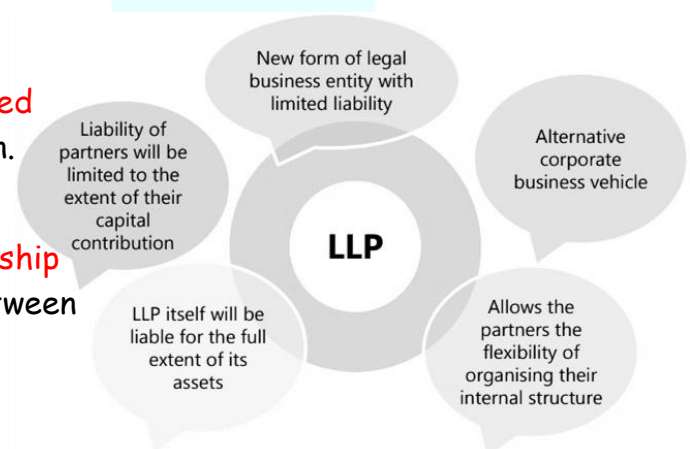 ed
n.
ship
tween
New form of legal
business entity with
limited liability
Liability of
partners will be
limited to the
extent of their
capital
contribution
Alternative
corporate
business vehicle
LLP
LLP itself will be
liable for the full
extent of its
assets
Allows the
partners the
flexibility of
organising their
internal structure